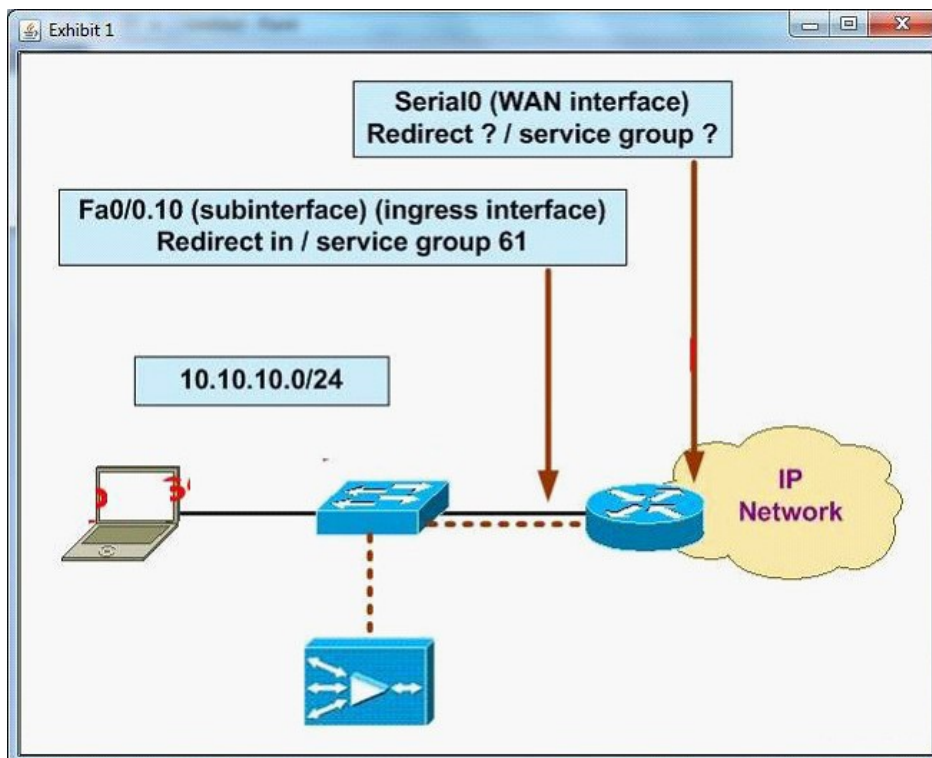 Exhibit 1
Serial0 (WAN interface)
Redirect ? / service group ?
Fa0/0.10 (subinterface) (ingress interface)
Redirect in / service group 61
10.10.10.0/24
IP
Network